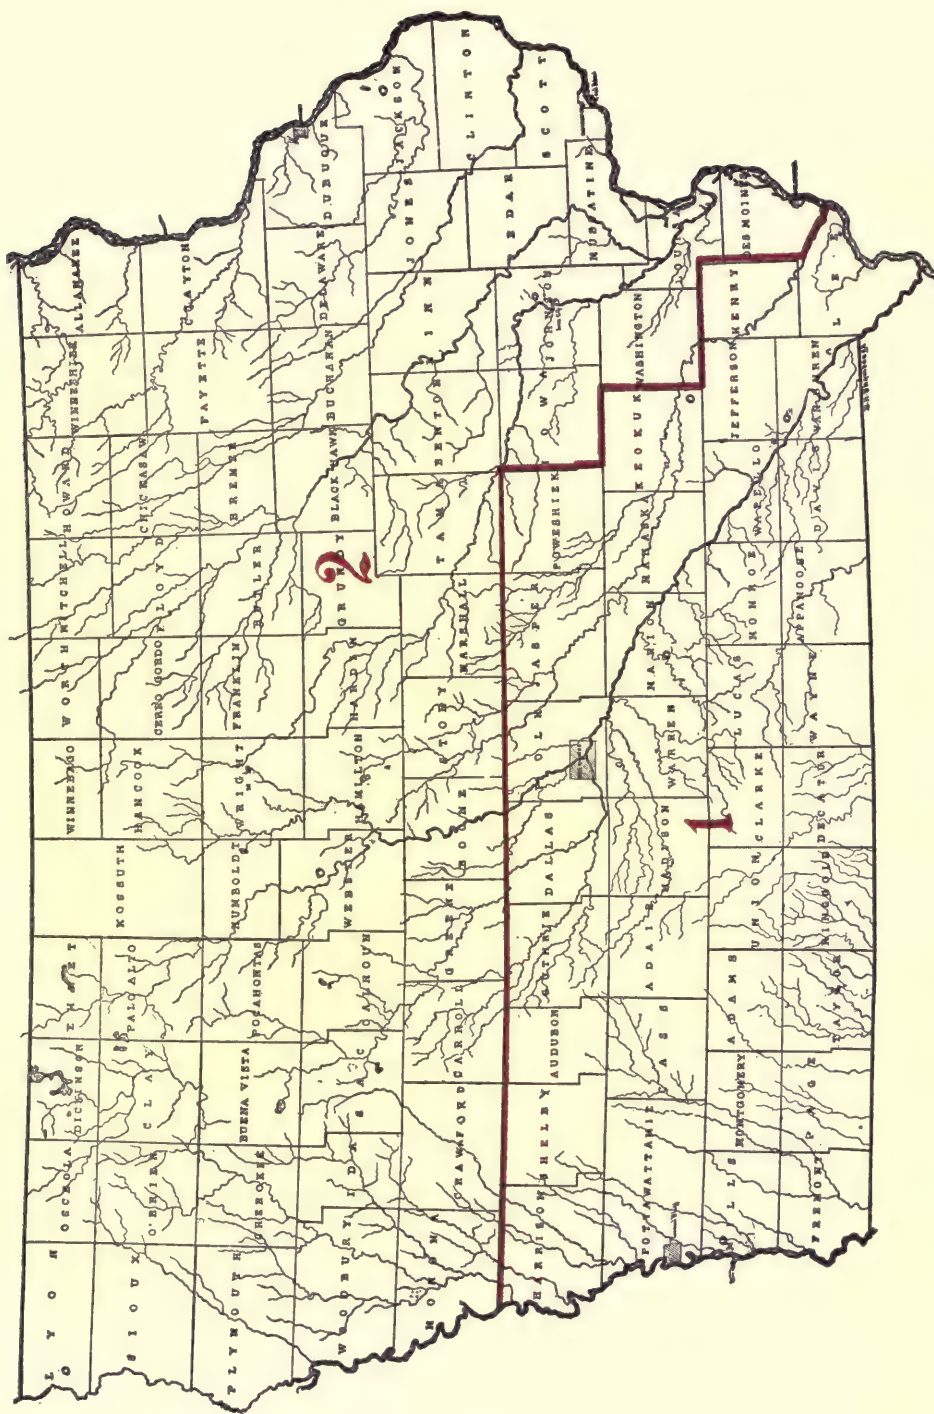 LYON
OSCEOLA
DICKINSON
EMMET
WINNEBAGO
WORTH
MITCHELL
HOWARD
WINNESHIEK
ALLAMAKEE
SIOUX
O'BRIEN
CLAY
PALO ALTO
KOSSUTH
HANCOCK
CERRO GORDO
FLOYD
CHICKASAW
FAYETTE
CLAYTON
PLYMOUTH
CHEROKEE
BUENA VISTA
POCAHONTAS
HUMBOLDT
WRIGHT
FRANKLIN
BUTLER
BREMER
WOODBURY
IDA
SAC
CALHOUN
WEBSTER
HAMILTON
HARDIN
GRUNDY
2
BLACK HAWK
BUCHANAN
DELAWARE
DUBUQUE
MONONA
CRAWFORD
CARROLL
GREENE
BOONE
STORY
MARSHALL
TAMA
BENTON
LINN
JONES
JACKSON
CLINTON
HARRISON
SHELBY
AUDUBON
GUTHRIE
DALLAS
POLK
JASPER
POWESHIEK
IOWA
JOHNSON
CEDAR
SCOTT
MUSCATINE
POTTAWATTAMIE
CASS
ADAIR
MADISON
WARREN
MARION
MAHASKA
KEOKUK
WASHINGTON
LOUISA
MILLS
MONTGOMERY
ADAMS
UNION
CLARKE
1
LUCAS
MONROE
WAPELLO
JEFFERSON
HENRY
DES MOINES
FREMONT
PAGE
TAYLOR
RINGGOLD
DECATUR
WAYNE
APPANOOSE
DAVIS
VAN BUREN
LEE